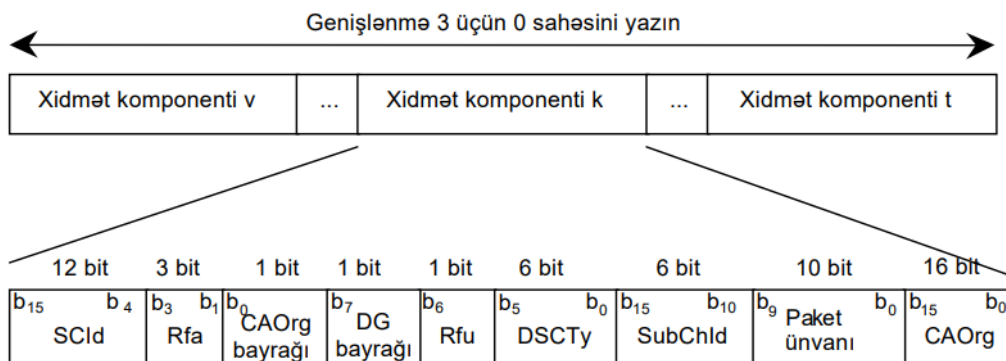 Genişlənmə 3 üçün 0 sahəsini yazın
Xidmət komponenti v ... Xidmət komponenti k ... Xidmət komponenti t
12 bit 3 bit 1 bit 1 bit 1 bit 6 bit 6 bit 10 bit 16 bit
b15 b4 b3 b1 b0 b7 b6 b5 b0 b15 b10 b9 b0 b15 b0
SCId Rfa CAOrg bayrağı DG bayrağı Rfu DSCTy SubChId Paket ünvanı CAOrg